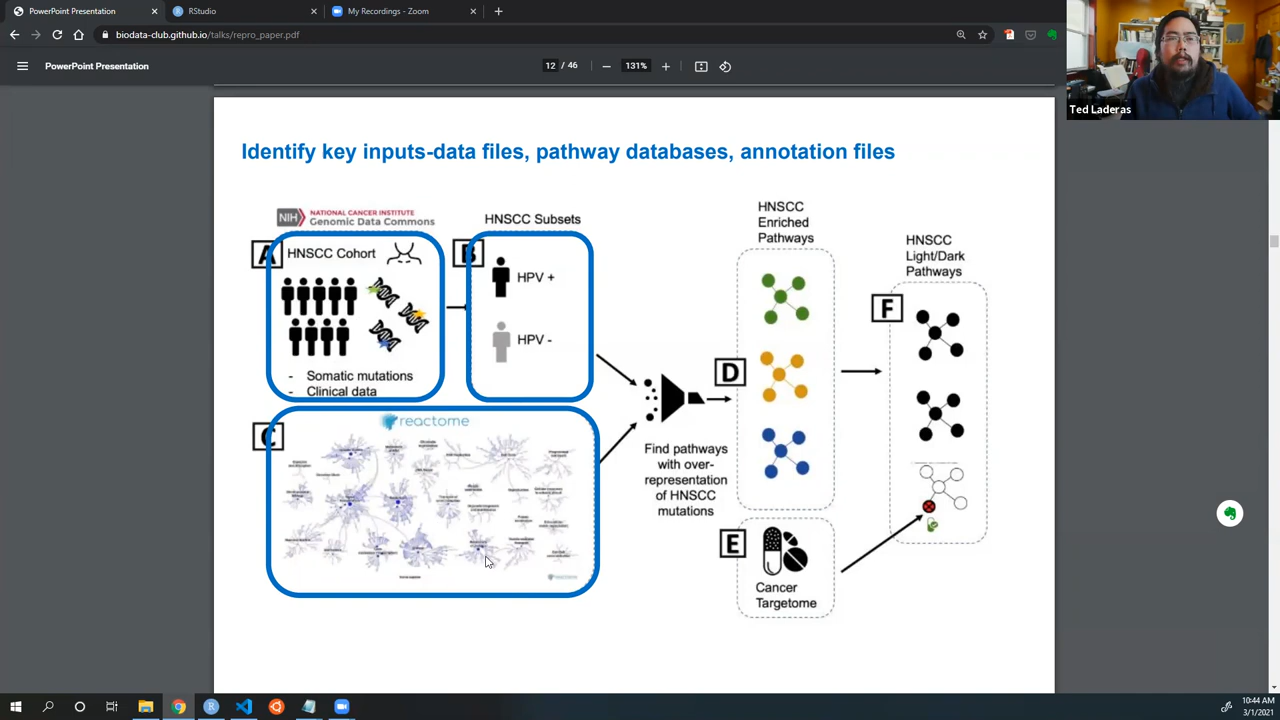 PowerPoint Presentation
RStudio
My Recordings - Zoom
biodata-club.github.io/talks/repro_paper.pdf
PowerPoint Presentation
12 / 46
131%
Ted Laderas
Identify key inputs-data files, pathway databases, annotation files
NIH
NATIONAL CANCER INSTITUTE
Genomic Data Commons
A
HNSCC Cohort
- Somatic mutations
- Clinical data
HNSCC Subsets
B
HPV +
HPV -
C
reactome
Find pathways
with over-
representation
of HNSCC
mutations
HNSCC
Enriched
Pathways
D
E
Cancer
Targetome
HNSCC
Light/Dark
Pathways
F
reactome
10:44 AM
3/1/2021